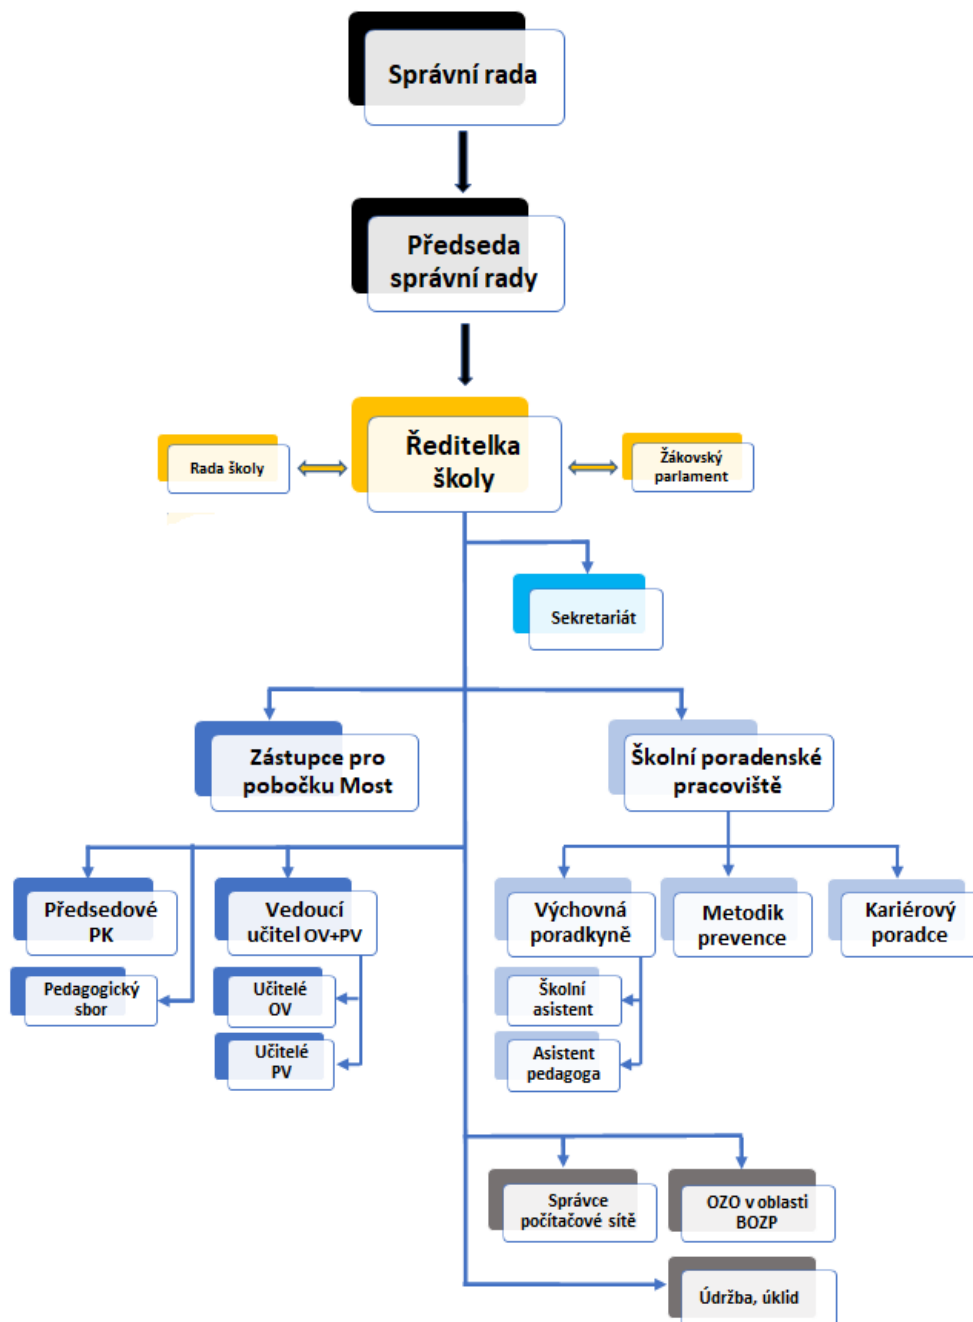 Správní rada
Předseda
správní rady
Ředitelka
školy
Rada školy
Žákovský
parlament
Sekretariát
Zástupce pro
pobočku Most
Školní poradenské
pracoviště
Předsedové
PK
Vedoucí
učitel OV+PV
Výchovná
poradkyně
Metodik
prevence
Kariérový
poradce
Pedagogický
sbor
Učitelé
OV
Školní
asistent
Učitelé
PV
Asistent
pedagoga
Správce
počítačové sítě
OZO v oblasti
BOZP
Údržba, úklid